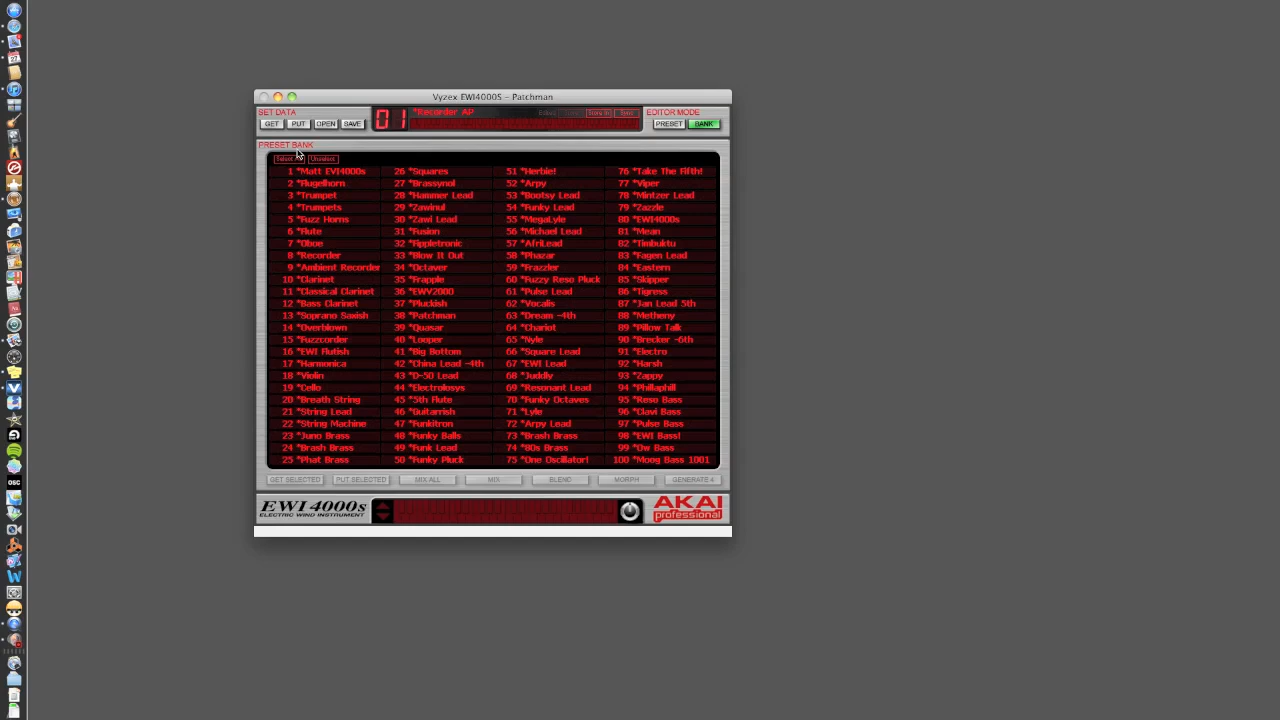 Vyzex EWI4000S - Patchman
SET DATA
GET PUT OPEN SAVE
01 *Recorder AP
Sync
EDITOR MODE
PRESET BANK
PRESET BANK
Select Unselect
1 *Matt EVI4000s
2 *Flugelhorn
3 *Trumpet
4 *Trumpets
5 *Fuzz Horns
6 *Flute
7 *Oboe
8 *Recorder
9 *Ambient Recorder
10 *Clarinet
11 *Classical Clarinet
12 *Bass Clarinet
13 *Soprano Saxish
14 *Overblown
15 *Fuzzcorder
16 *EWI Flutish
17 *Harmonica
18 *Violin
19 *Cello
20 *Breath String
21 *String Lead
22 *String Machine
23 *Juno Brass
24 *Brash Brass
25 *Phat Brass
26 *Squares
27 *Brassynol
28 *Hammer Lead
29 *Zawinul
30 *Zawi Lead
31 *Fusion
32 *Fippletronic
33 *Blow It Out
34 *Octaver
35 *Frapple
36 *EWV2000
37 *Pluckish
38 *Patchman
39 *Quasar
40 *Looper
41 *Big Bottom
42 *China Lead -4th
43 *D-50 Lead
44 *Electrolosys
45 *5th Flute
46 *Guitarrish
47 *Funkitron
48 *Funky Balls
49 *Funk Lead
50 *Funky Pluck
51 *Herbie!
52 *Arpy
53 *Bootsy Lead
54 *Funky Lead
55 *MegaLyle
56 *Michael Lead
57 *AfriLead
58 *Phazar
59 *Frazzler
60 *Fuzzy Reso Pluck
61 *Pulse Lead
62 *Vocalis
63 *Dream -4th
64 *Chariot
65 *Nyle
66 *Square Lead
67 *EWI Lead
68 *Juddly
69 *Resonant Lead
70 *Funky Octaves
71 *Lyle
72 *Arpy Lead
73 *Brash Brass
74 *80s Brass
75 *One Oscillator!
76 *Take The Fifth!
77 *Viper
78 *Mintzer Lead
79 *Zazzle
80 *EWI4000s
81 *Mean
82 *Timbuktu
83 *Fagen Lead
84 *Eastern
85 *Skipper
86 *Tigress
87 *Jan Lead 5th
88 *Metheny
89 *Pillow Talk
90 *Brecker -6th
91 *Electro
92 *Harsh
93 *Zappy
94 *Phillaphill
95 *Reso Bass
96 *Clavi Bass
97 *Pulse Bass
98 *EWI Bass!
99 *Ow Bass
100 *Moog Bass 1001
GET SELECTED PUT SELECTED MIX ALL MIX BLEND MORPH GENERATE 4
EWI4000s
ELECTRIC WIND INSTRUMENT
AKAI
professional